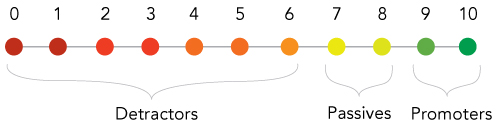 0 1 2 3 4 5 6 7 8 9 10
Detractors Passives Promoters